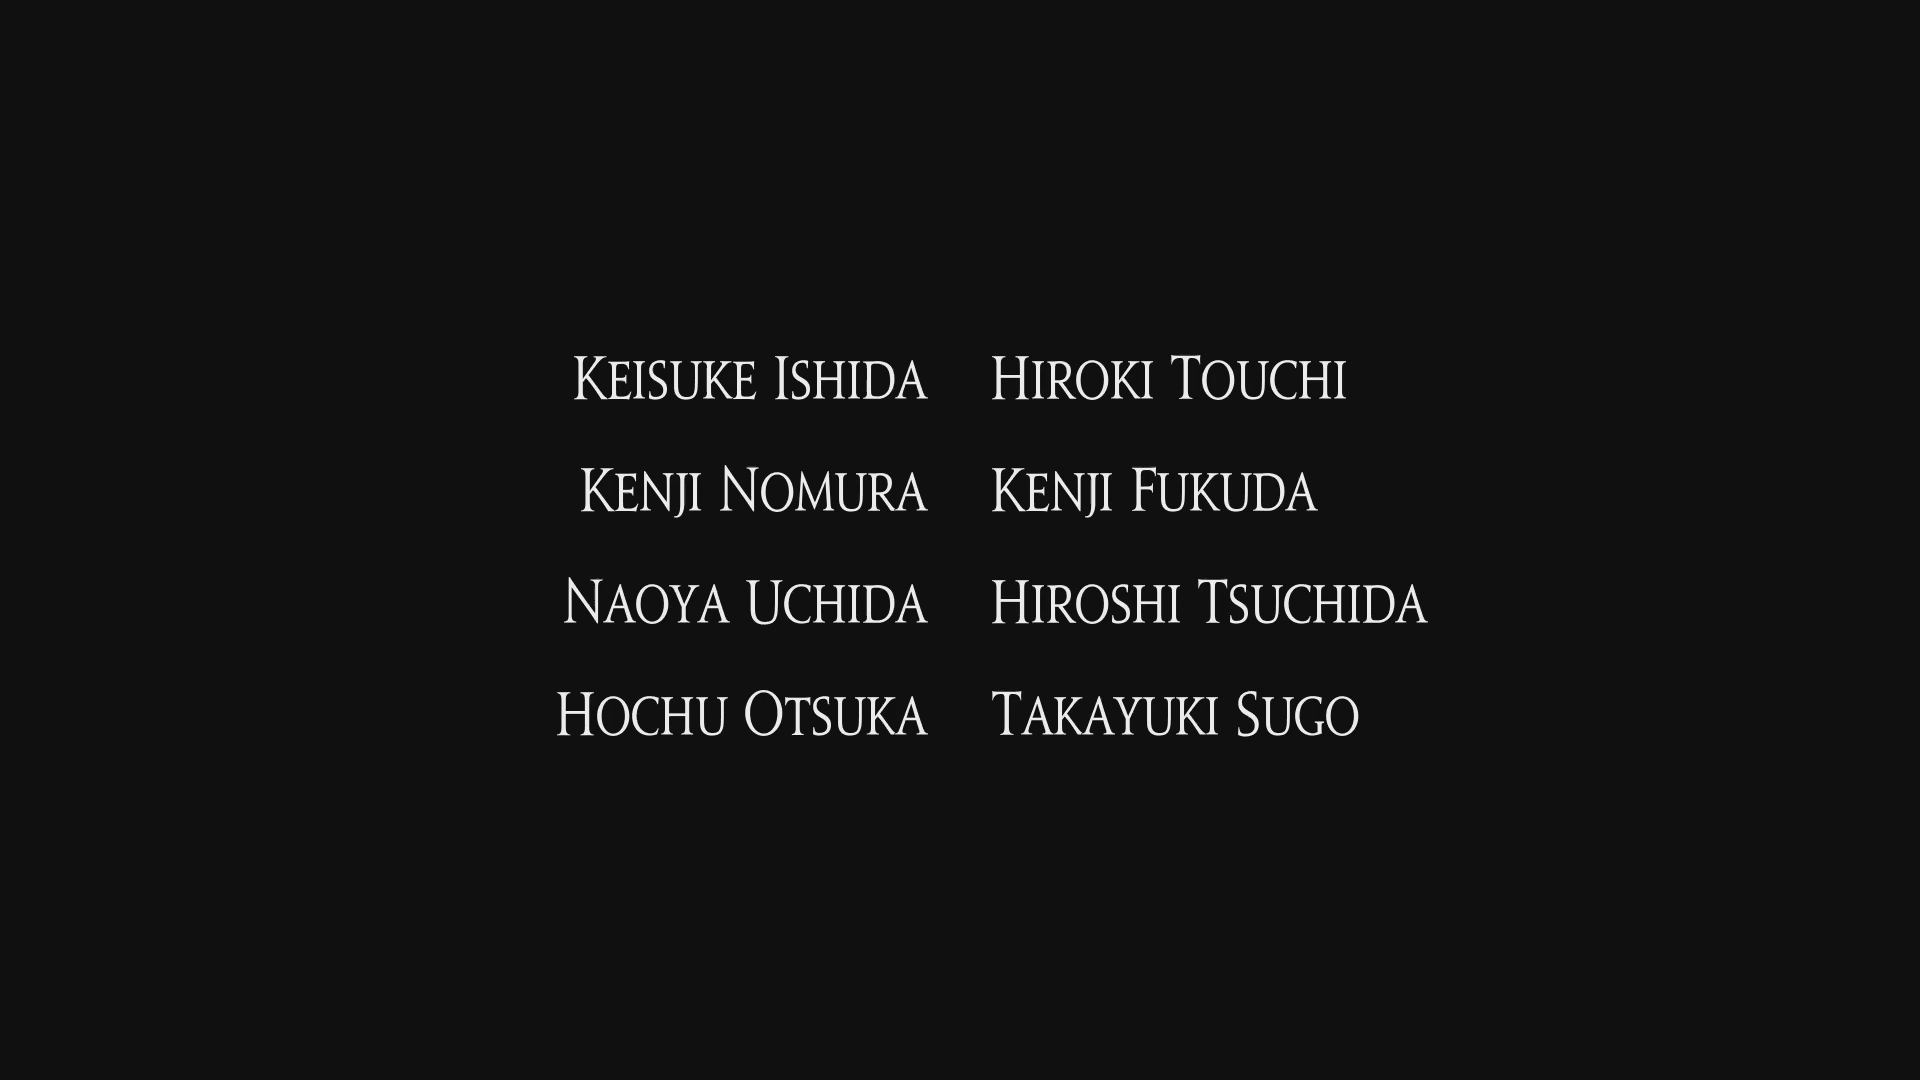 Keisuke Ishida Hiroki Touchi
Kenji Nomura Kenji Fukuda
Naoya Uchida Hiroshi Tsuchida
Hochu Otsuka Takayuki Sugo